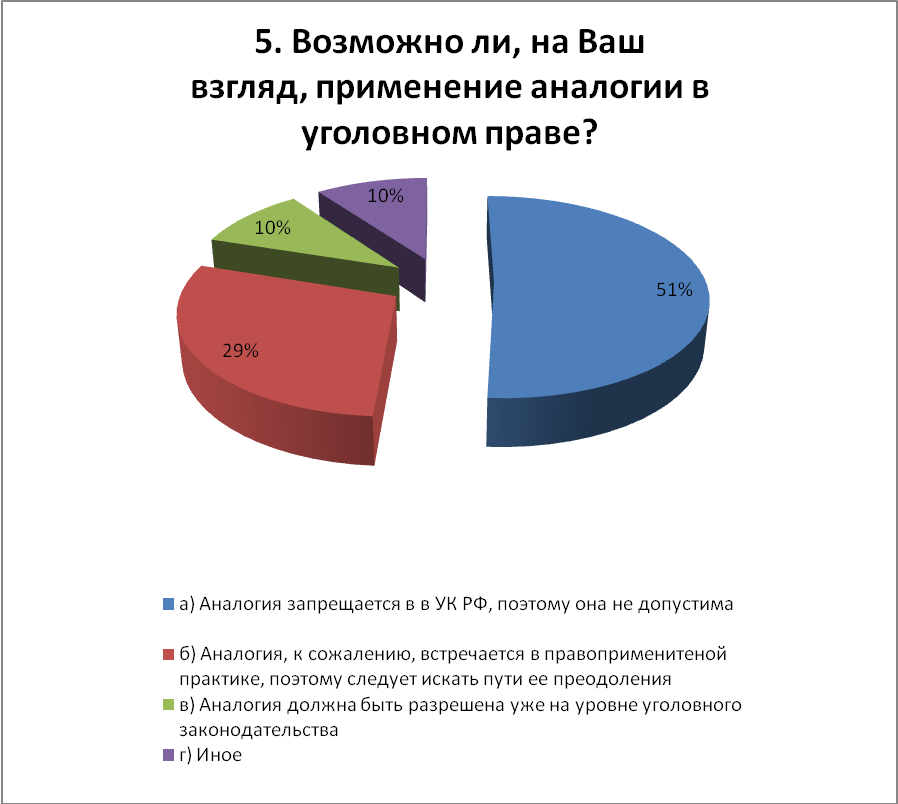 5. Возможно ли, на Ваш
взгляд, применение аналогии в
уголовном праве?
10%
10%
51%
29%
а) Аналогия запрещается в в УК РФ, поэтому она не допустима
б) Аналогия, к сожалению, встречается в правоприменитеной
практике, поэтому следует искать пути ее преодоления
в) Аналогия должна быть разрешена уже на уровне уголовного
законодательства
г) Иное